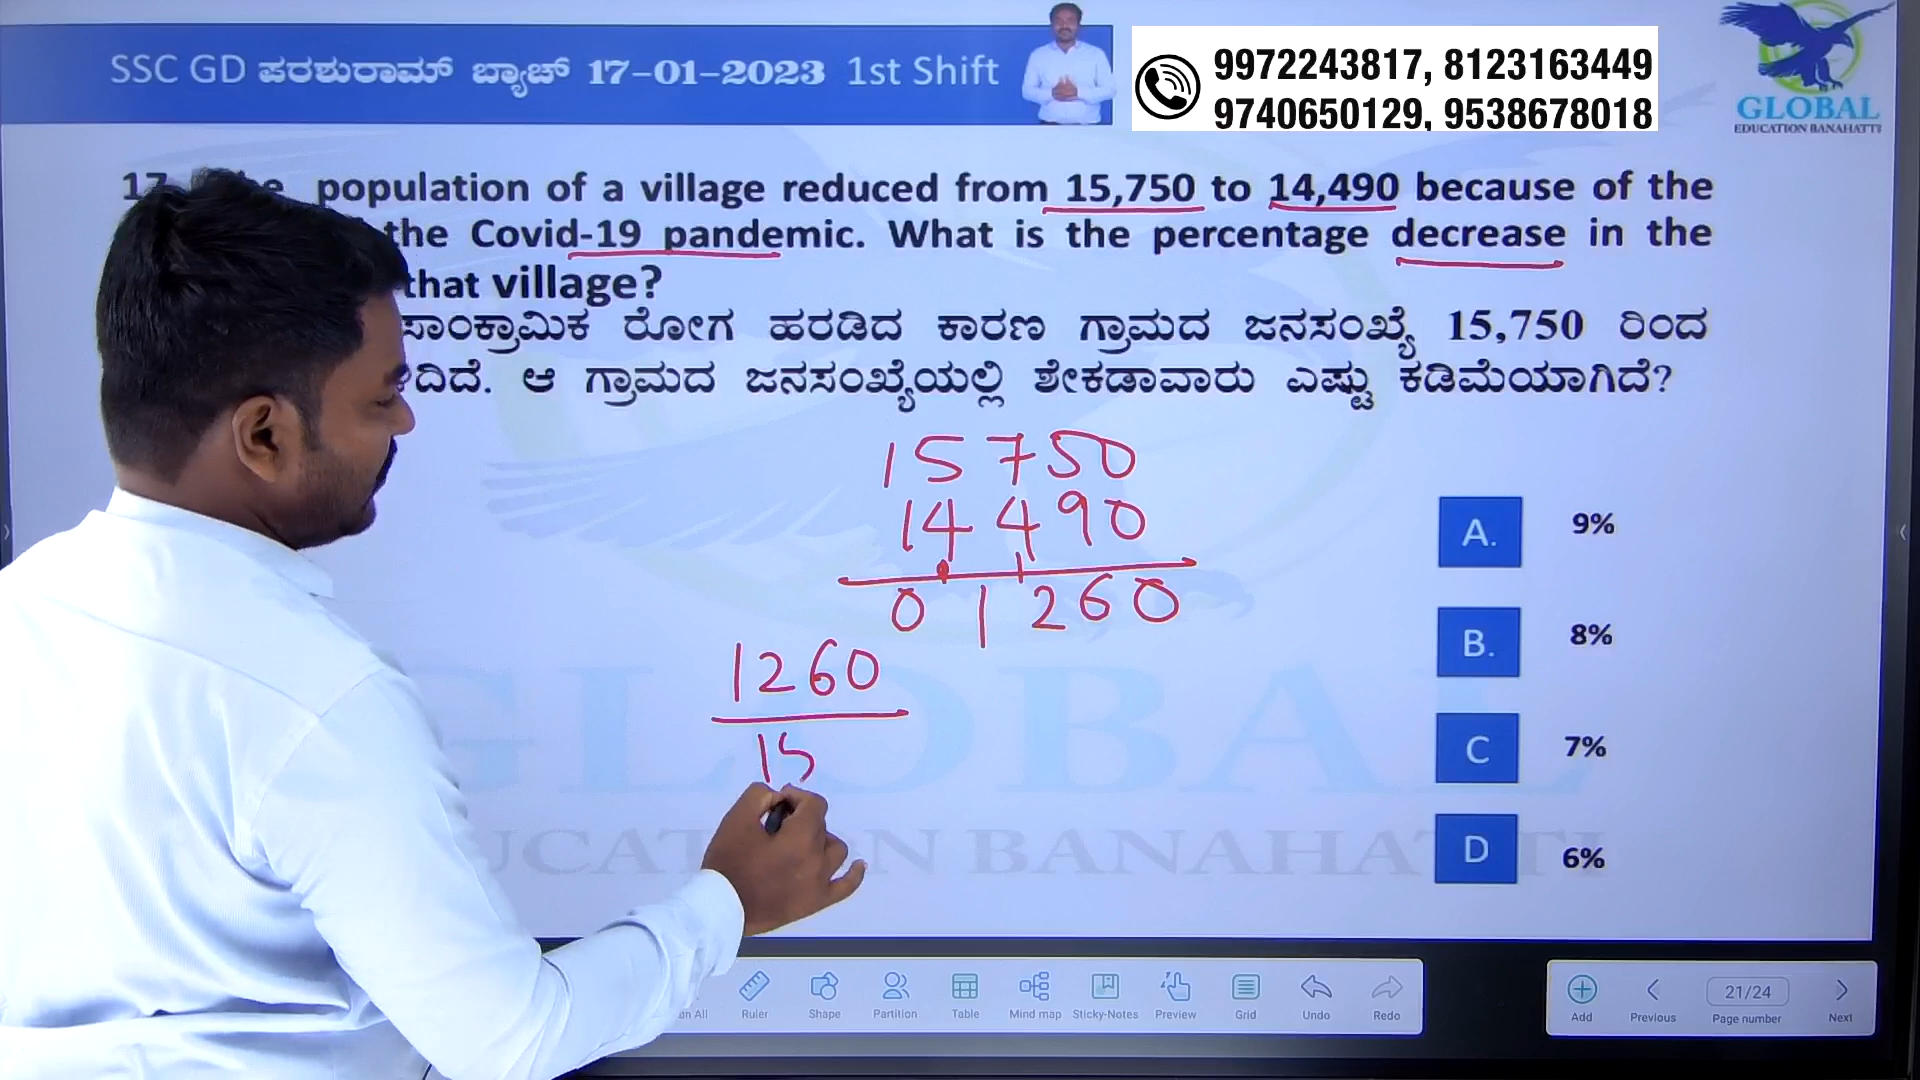 SSC GD ಪರಶುರಾಮ್ ಬ್ಯಾಚ್ 17-01-2023 1st Shift
9972243817, 8123163449
9740650129, 9538678018
GLOBAL
EDUCATION BANAHATTI
population of a village reduced from 15,750 to 14,490 because of the
the Covid-19 pandemic. What is the percentage decrease in the
that village?
ಸಾಂಕ್ರಾಮಿಕ ರೋಗ ಹರಡಿದ ಕಾರಣ ಗ್ರಾಮದ ಜನಸಂಖ್ಯೆ 15,750 ರಿಂದ
ಆ ಗ್ರಾಮದ ಜನಸಂಖ್ಯೆಯಲ್ಲಿ ಶೇಕಡಾವಾರು ಎಷ್ಟು ಕಡಿಮೆಯಾಗಿದೆ?
15750
14490
01260
1260
15
A. 9%
B. 8%
C 7%
D 6%
BANAHATTI
Ruler Shape Partition Table Mind map Sticky-Notes Preview Grid Undo Redo
Add Previous 21/24 Page number Next